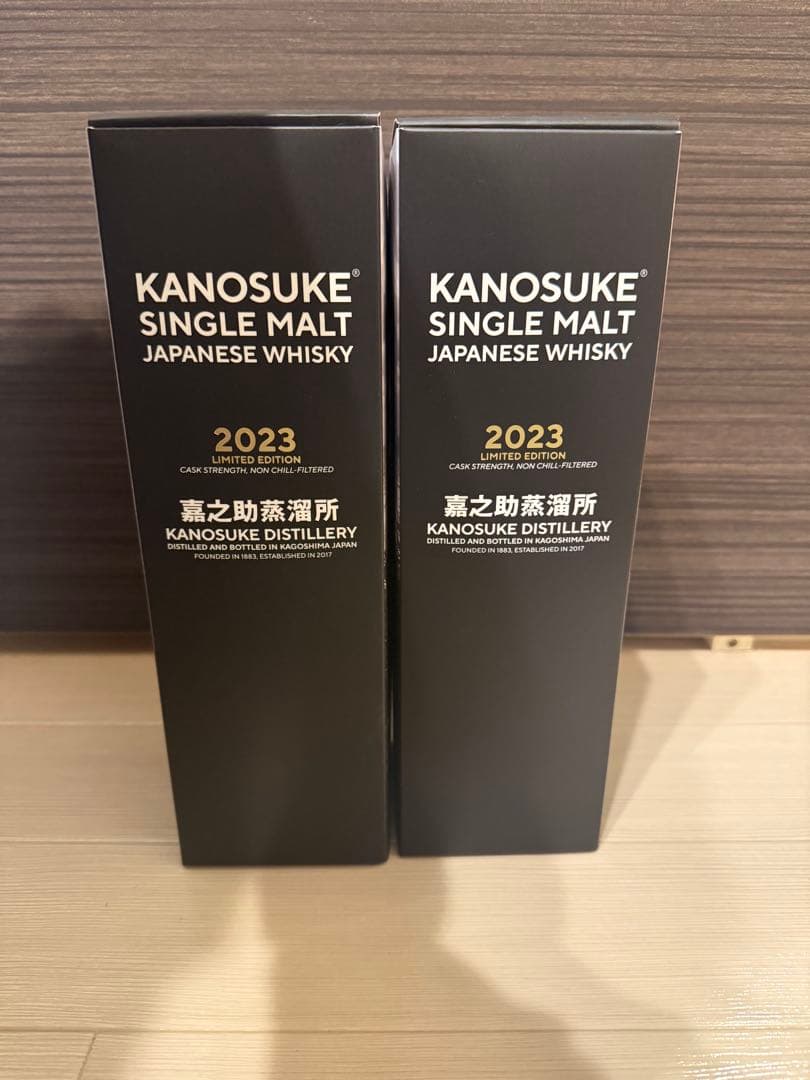 KANOSUKE®
SINGLE MALT
JAPANESE WHISKY
2023
LIMITED EDITION
CASK STRENGTH, NON CHILL-FILTERED
嘉之助蒸溜所
KANOSUKE DISTILLERY
DISTILLED AND BOTTLED IN KAGOSHIMA JAPAN
FOUNDED IN 1883, ESTABLISHED IN 2017
KANOSUKE®
SINGLE MALT
JAPANESE WHISKY
2023
LIMITED EDITION
CASK STRENGTH, NON CHILL-FILTERED
嘉之助蒸溜所
KANOSUKE DISTILLERY
DISTILLED AND BOTTLED IN KAGOSHIMA JAPAN
FOUNDED IN 1883, ESTABLISHED IN 2017